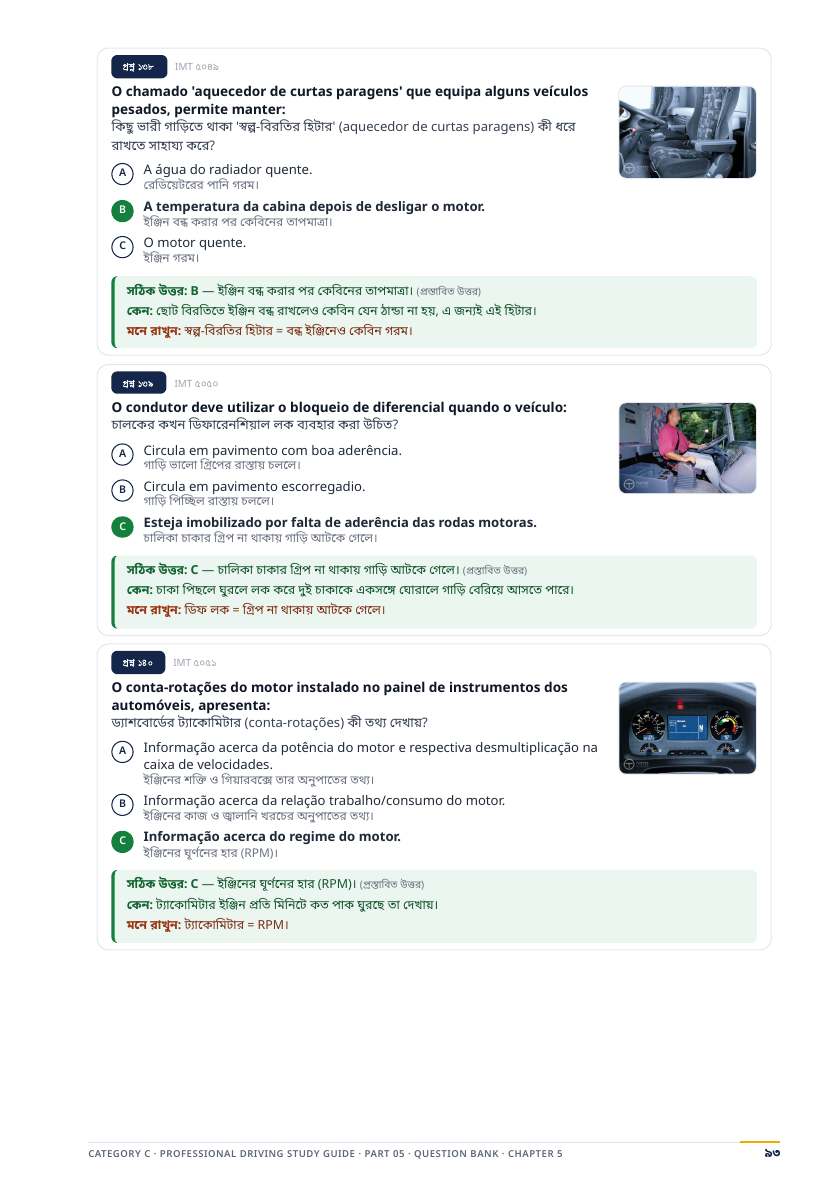 প্রশ্ন ১৩৮ IMT ৫০৪৯
O chamado 'aquecedor de curtas paragens' que equipa alguns veículos
pesados, permite manter:
কিছু ভারী গাড়িতে থাকা 'স্বল্প-বিরতির হিটার' (aquecedor de curtas paragens) কী ধরে
রাখতে সাহায্য করে?
A A água do radiador quente.
রেডিয়েটরের পানি গরম।
B A temperatura da cabina depois de desligar o motor.
ইঞ্জিন বন্ধ করার পর কেবিনের তাপমাত্রা।
C O motor quente.
ইঞ্জিন গরম।
সঠিক উত্তর: B — ইঞ্জিন বন্ধ করার পর কেবিনের তাপমাত্রা। (প্রস্তাবিত উত্তর)
কেন: ছোট বিরতিতে ইঞ্জিন বন্ধ রাখলেও কেবিন যেন ঠান্ডা না হয়, এ জন্যই এই হিটার।
মনে রাখুন: স্বল্প-বিরতির হিটার = বন্ধ ইঞ্জিনেও কেবিন গরম।
প্রশ্ন ১৩৯ IMT ৫০৫০
O condutor deve utilizar o bloqueio de diferencial quando o veículo:
চালকের কখন ডিফারেনশিয়াল লক ব্যবহার করা উচিত?
A Circula em pavimento com boa aderência.
গাড়ি ভালো গ্রিপের রাস্তায় চললে।
B Circula em pavimento escorregadio.
গাড়ি পিচ্ছিল রাস্তায় চললে।
C Esteja imobilizado por falta de aderência das rodas motoras.
চালিকা চাকার গ্রিপ না থাকায় গাড়ি আটকে গেলে।
সঠিক উত্তর: C — চালিকা চাকার গ্রিপ না থাকায় গাড়ি আটকে গেলে। (প্রস্তাবিত উত্তর)
কেন: চাকা পিছলে ঘুরলে লক করে দুই চাকাকে একসঙ্গে ঘোরালে গাড়ি বেরিয়ে আসতে পারে।
মনে রাখুন: ডিফ লক = গ্রিপ না থাকায় আটকে গেলে।
প্রশ্ন ১৪০ IMT ৫০৫১
O conta-rotações do motor instalado no painel de instrumentos dos
automóveis, apresenta:
ড্যাশবোর্ডের ট্যাকোমিটার (conta-rotações) কী তথ্য দেখায়?
A Informação acerca da potência do motor e respectiva desmultiplicação na
caixa de velocidades.
ইঞ্জিনের শক্তি ও গিয়ারবক্সে তার অনুপাতের তথ্য।
B Informação acerca da relação trabalho/consumo do motor.
ইঞ্জিনের কাজ ও জ্বালানি খরচের অনুপাতের তথ্য।
C Informação acerca do regime do motor.
ইঞ্জিনের ঘূর্ণনের হার (RPM)।
সঠিক উত্তর: C — ইঞ্জিনের ঘূর্ণনের হার (RPM)। (প্রস্তাবিত উত্তর)
কেন: ট্যাকোমিটার ইঞ্জিন প্রতি মিনিটে কত পাক ঘুরছে তা দেখায়।
মনে রাখুন: ট্যাকোমিটার = RPM।
CATEGORY C · PROFESSIONAL DRIVING STUDY GUIDE · PART 05 · QUESTION BANK · CHAPTER 5 ৯৩